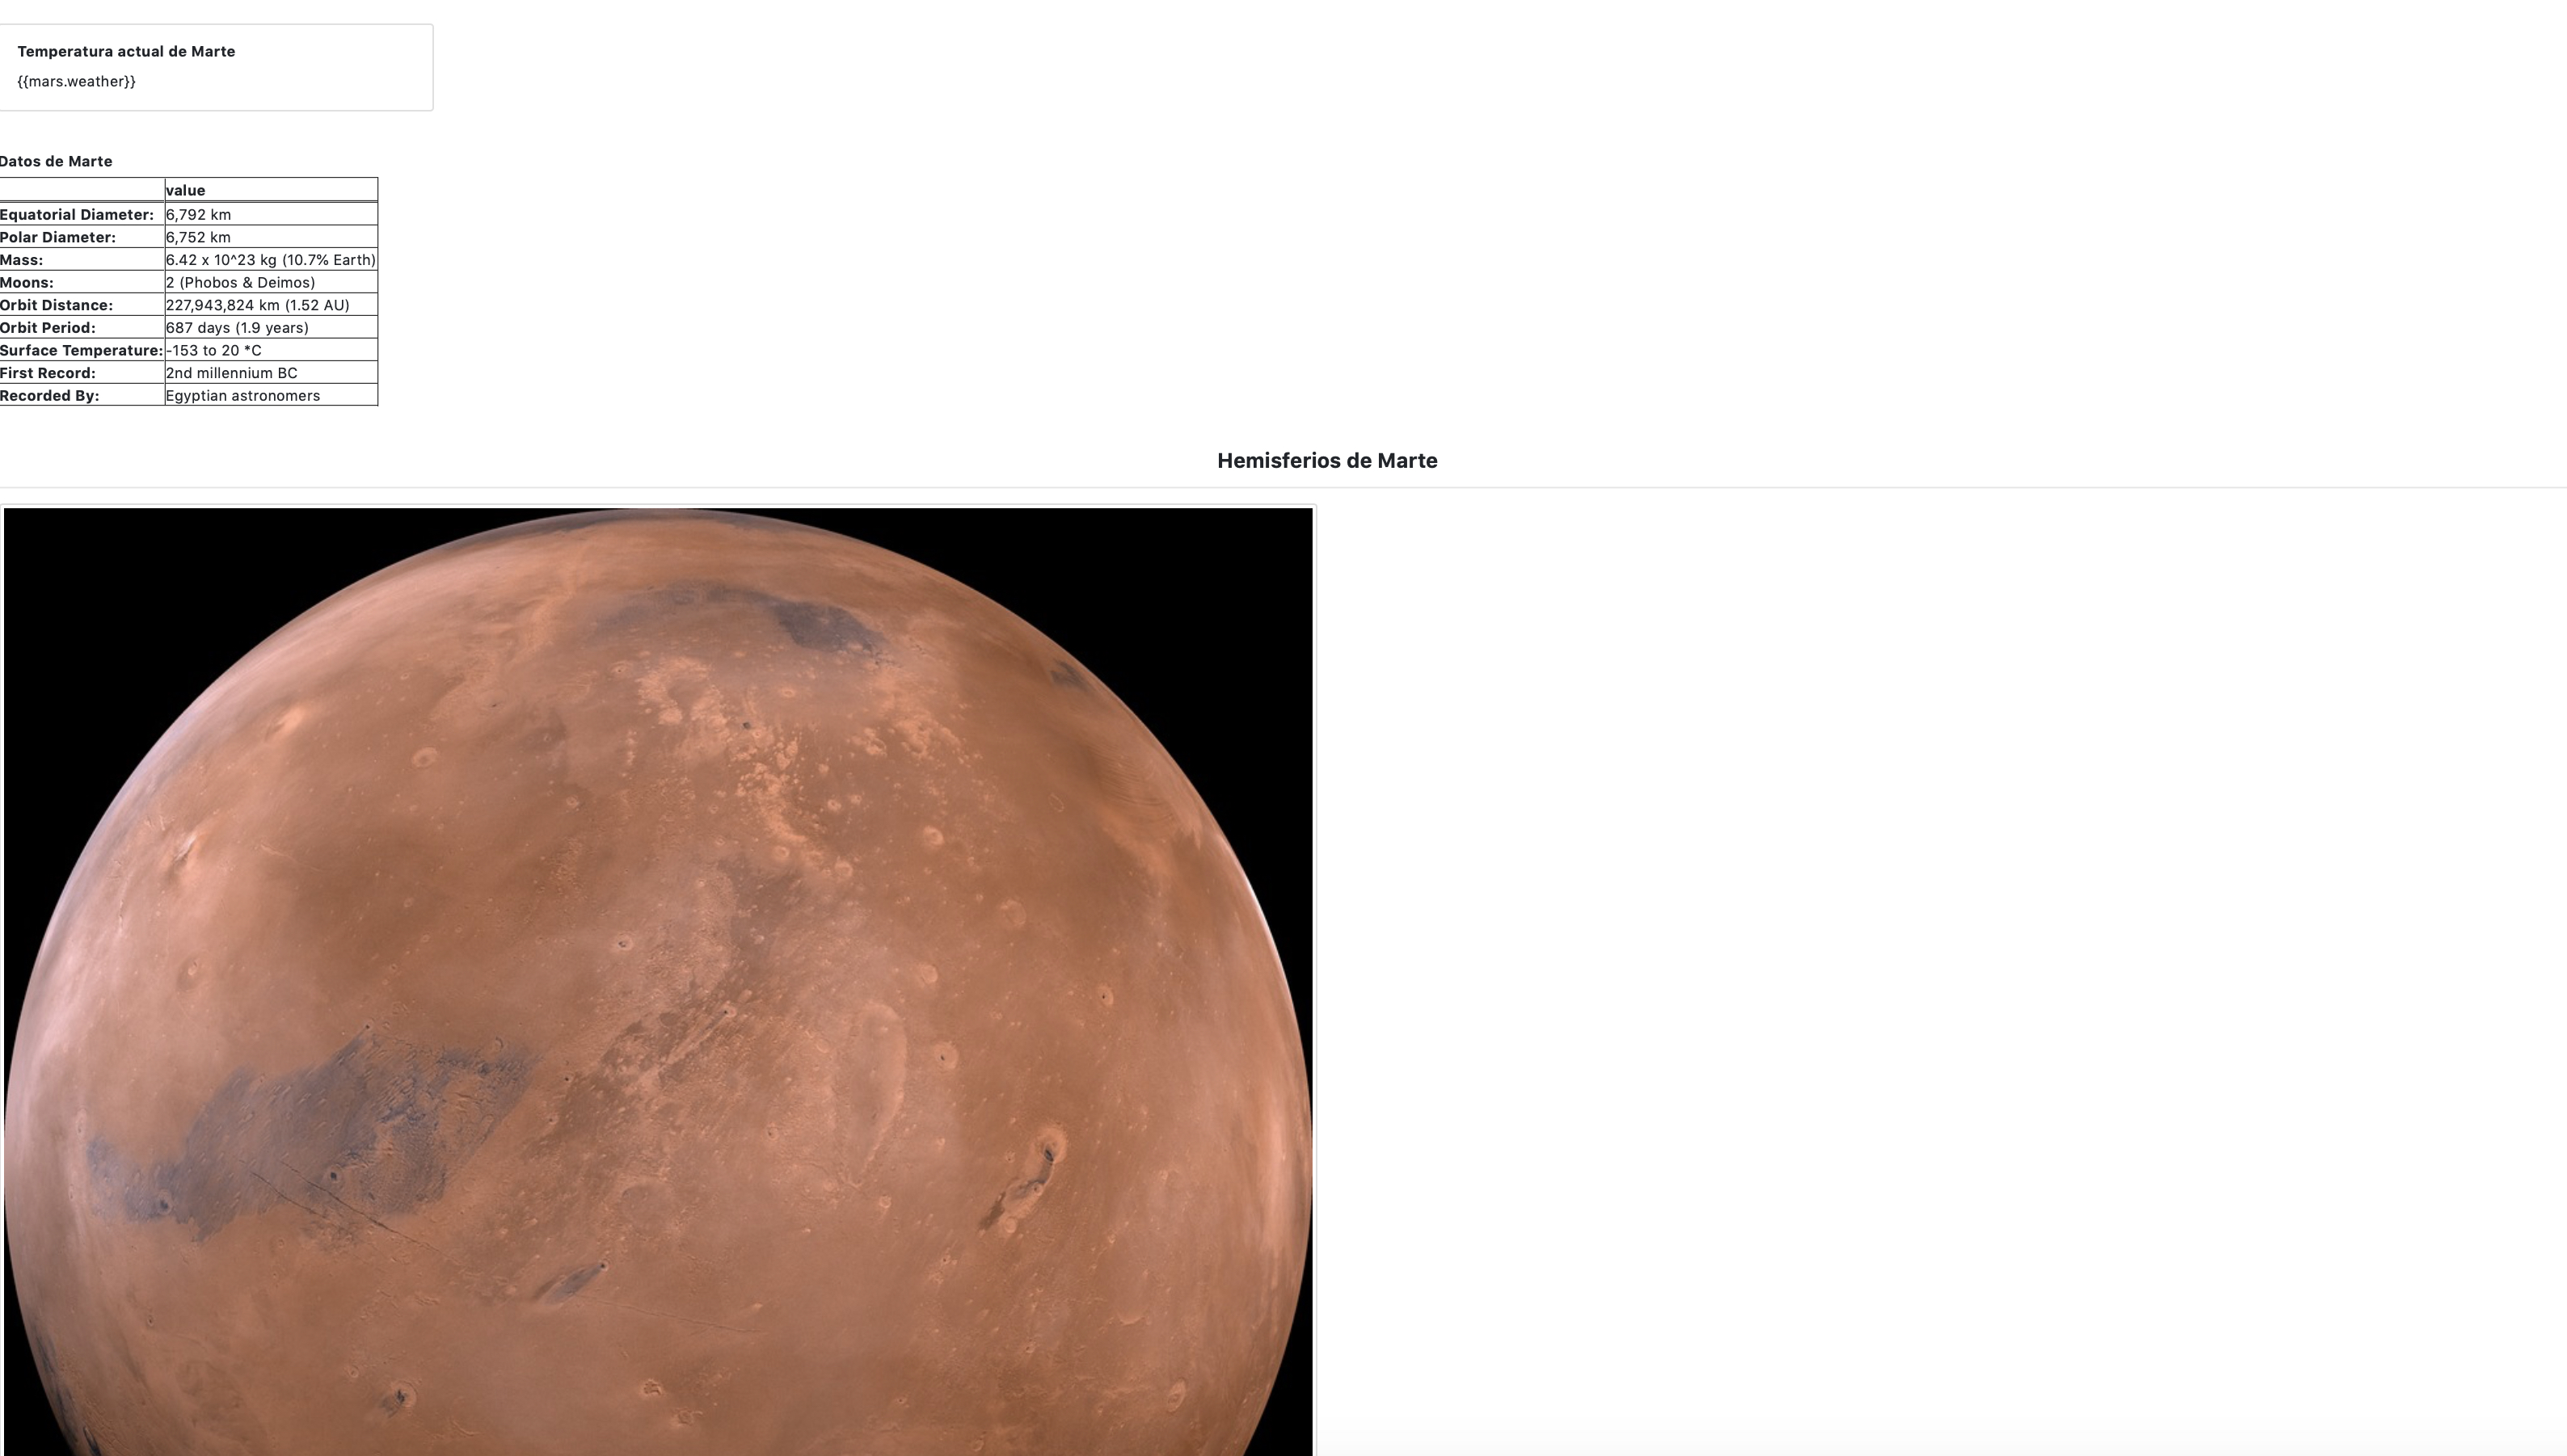 Temperatura actual de Marte
{{mars.weather}}
Datos de Marte
value
Equatorial Diameter: 6,792 km
Polar Diameter: 6,752 km
Mass: 6.42 x 10^23 kg (10.7% Earth)
Moons: 2 (Phobos & Deimos)
Orbit Distance: 227,943,824 km (1.52 AU)
Orbit Period: 687 days (1.9 years)
Surface Temperature: -153 to 20 *C
First Record: 2nd millennium BC
Recorded By: Egyptian astronomers
Hemisferios de Marte